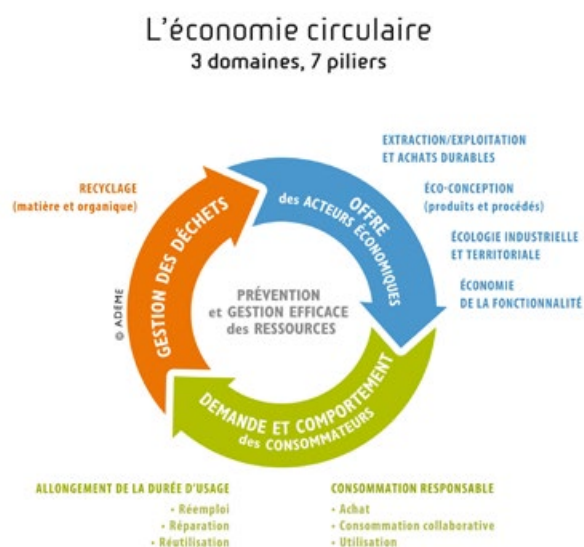 L'économie circulaire
3 domaines, 7 piliers
EXTRACTION/EXPLOITATION
ET ACHATS DURABLES
RECYCLAGE
(matière et organique)
ÉCO-CONCEPTION
(produits et procédés)
ÉCOLOGIE INDUSTRIELLE
ET TERRITORIALE
ÉCONOMIE
DE LA FONCTIONNALITÉ
OFFRE
des ACTEURS ÉCONOMIQUES
GESTION DES DÉCHETS
PRÉVENTION
et GESTION EFFICACE
des RESSOURCES
© ADEME
DEMANDE ET COMPORTEMENT
des CONSOMMATEURS
ALLONGEMENT DE LA DURÉE D'USAGE
• Réemploi
• Réparation
• Réutilisation
CONSOMMATION RESPONSABLE
• Achat
• Consommation collaborative
• Utilisation